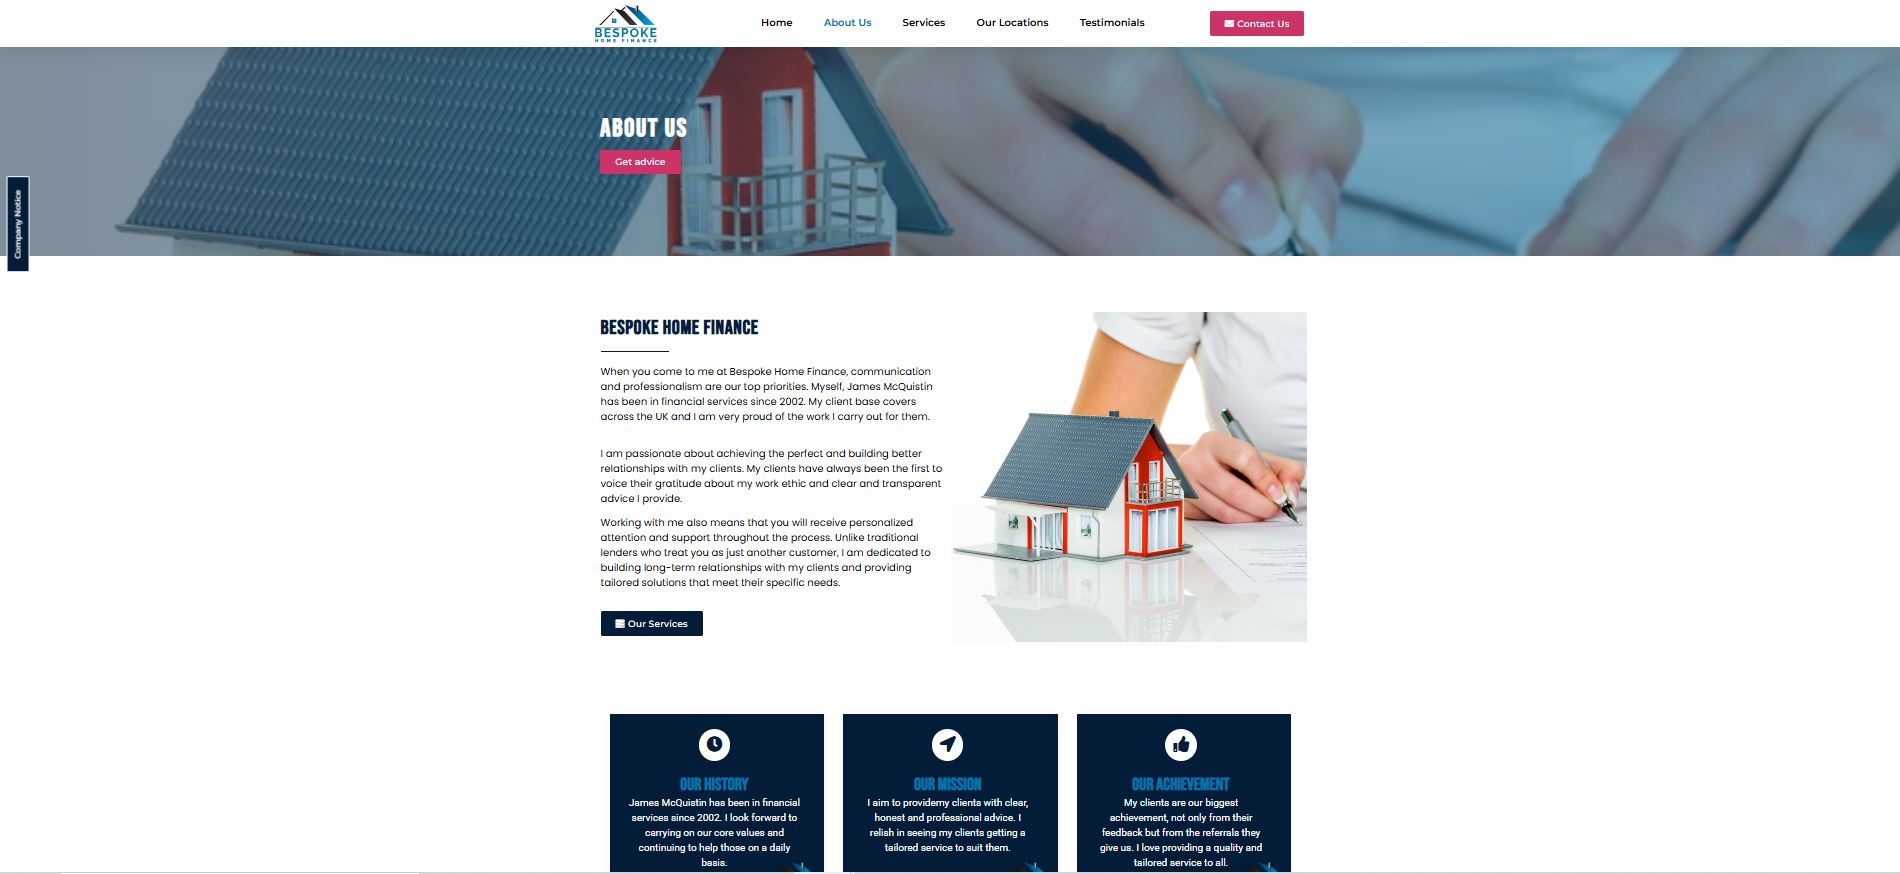 BESPOKE
HOME FINANCE
Home
About Us
Services
Our Locations
Testimonials
Contact Us
ABOUT US
Get advice
Company Notice
BESPOKE HOME FINANCE
When you come to me at Bespoke Home Finance, communication
and professionalism are our top priorities. Myself, James McQuistin
has been in financial services since 2002. My client base covers
across the UK and I am very proud of the work I carry out for them.
I am passionate about achieving the perfect and building better
relationships with my clients. My clients have always been the first to
voice their gratitude about my work ethic and clear and transparent
advice I provide.
Working with me also means that you will receive personalized
attention and support throughout the process. Unlike traditional
lenders who treat you as just another customer, I am dedicated to
building long-term relationships with my clients and providing
tailored solutions that meet their specific needs.
Our Services
OUR HISTORY
James McQuistin has been in financial
services since 2002. I look forward to
carrying on our core values and
continuing to help those on a daily
basis.
OUR MISSION
I aim to providemy clients with clear,
honest and professional advice. I
relish in seeing my clients getting a
tailored service to suit them.
OUR ACHIEVEMENT
My clients are our biggest
achievement, not only from their
feedback but from the referrals they
give us. I love providing a quality and
tailored service to all.